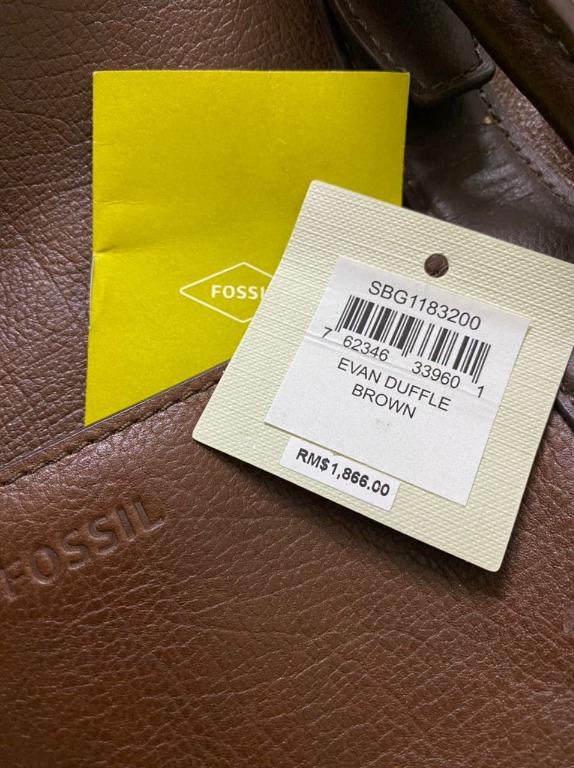 FOSSIL
SBG1183200
7 62346 33960 1
EVAN DUFFLE
BROWN
RM$1,866.00
FOSSIL